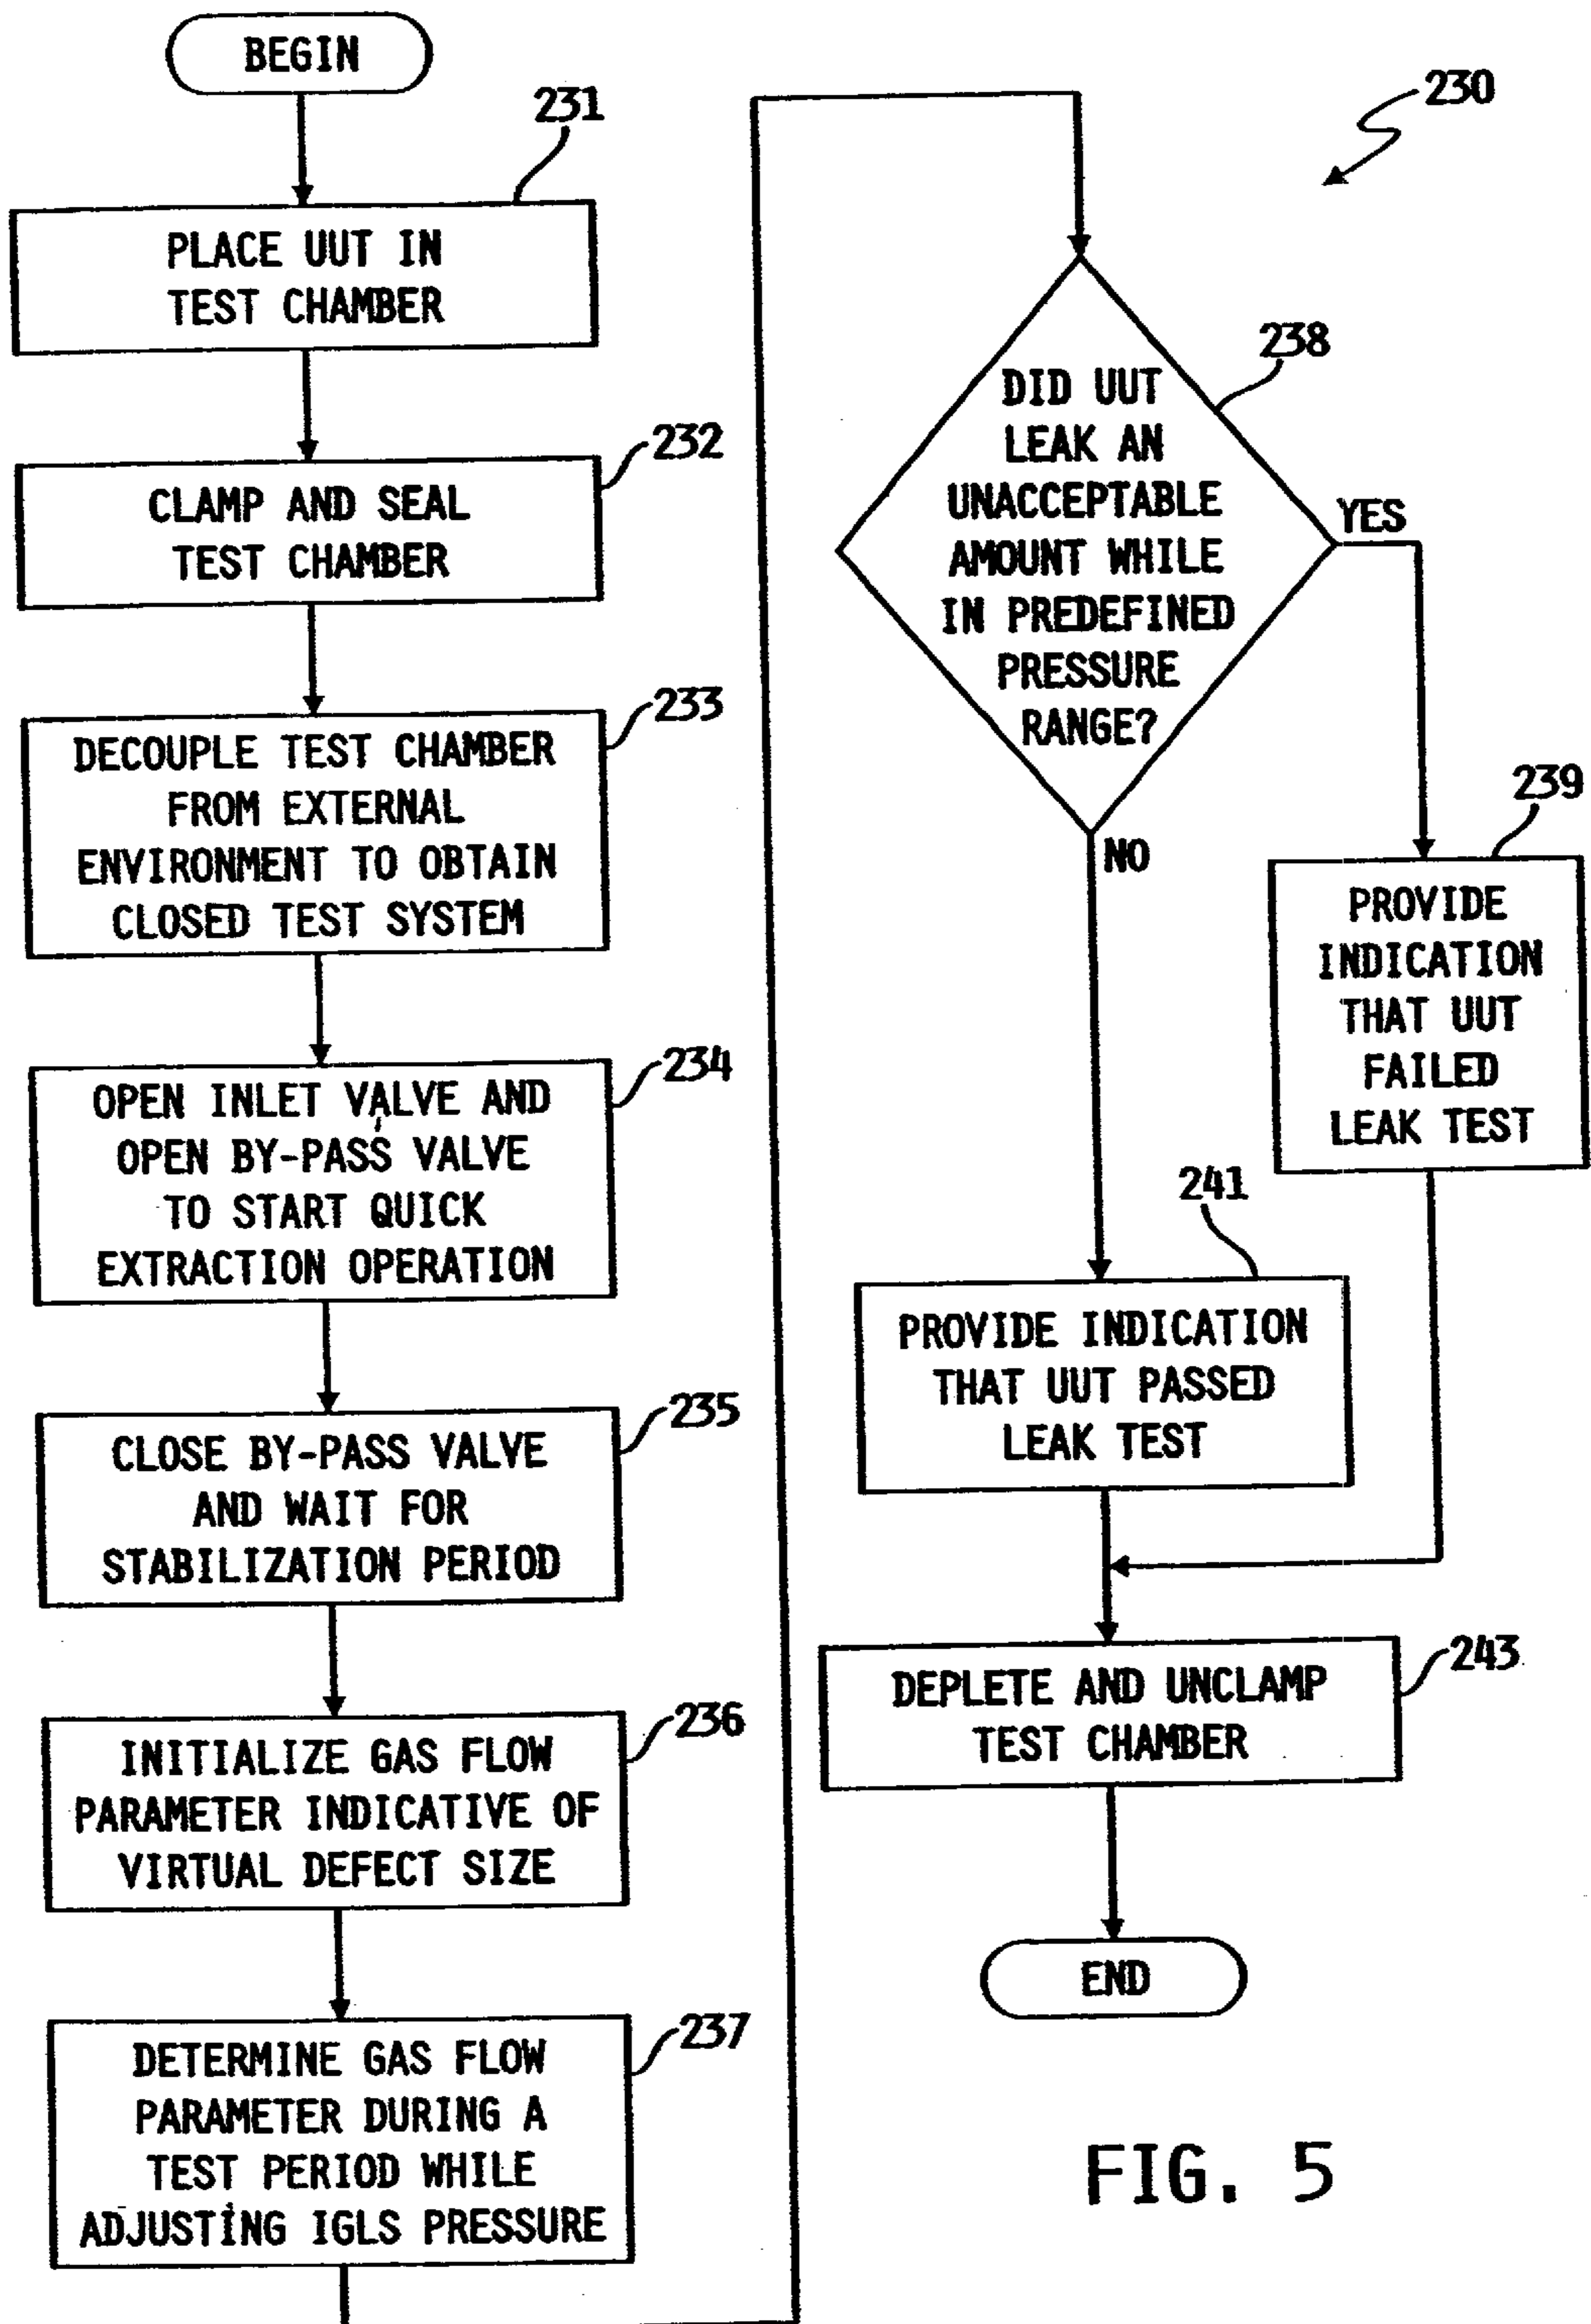 BEGIN
231
PLACE UUT IN
TEST CHAMBER
232
CLAMP AND SEAL
TEST CHAMBER
233
DECOUPLE TEST CHAMBER
FROM EXTERNAL
ENVIRONMENT TO OBTAIN
CLOSED TEST SYSTEM
234
OPEN INLET VALVE AND
OPEN BY-PASS VALVE
TO START QUICK
EXTRACTION OPERATION
235
CLOSE BY-PASS VALVE
AND WAIT FOR
STABILIZATION PERIOD
236
INITIALIZE GAS FLOW
PARAMETER INDICATIVE OF
VIRTUAL DEFECT SIZE
237
DETERMINE GAS FLOW
PARAMETER DURING A
TEST PERIOD WHILE
ADJUSTING IGLS PRESSURE
230
238
DID UUT
LEAK AN
UNACCEPTABLE
AMOUNT WHILE
IN PREDEFINED
PRESSURE
RANGE?
YES
NO
239
PROVIDE
INDICATION
THAT UUT
FAILED
LEAK TEST
241
PROVIDE INDICATION
THAT UUT PASSED
LEAK TEST
243
DEPLETE AND UNCLAMP
TEST CHAMBER
END
FIG. 5